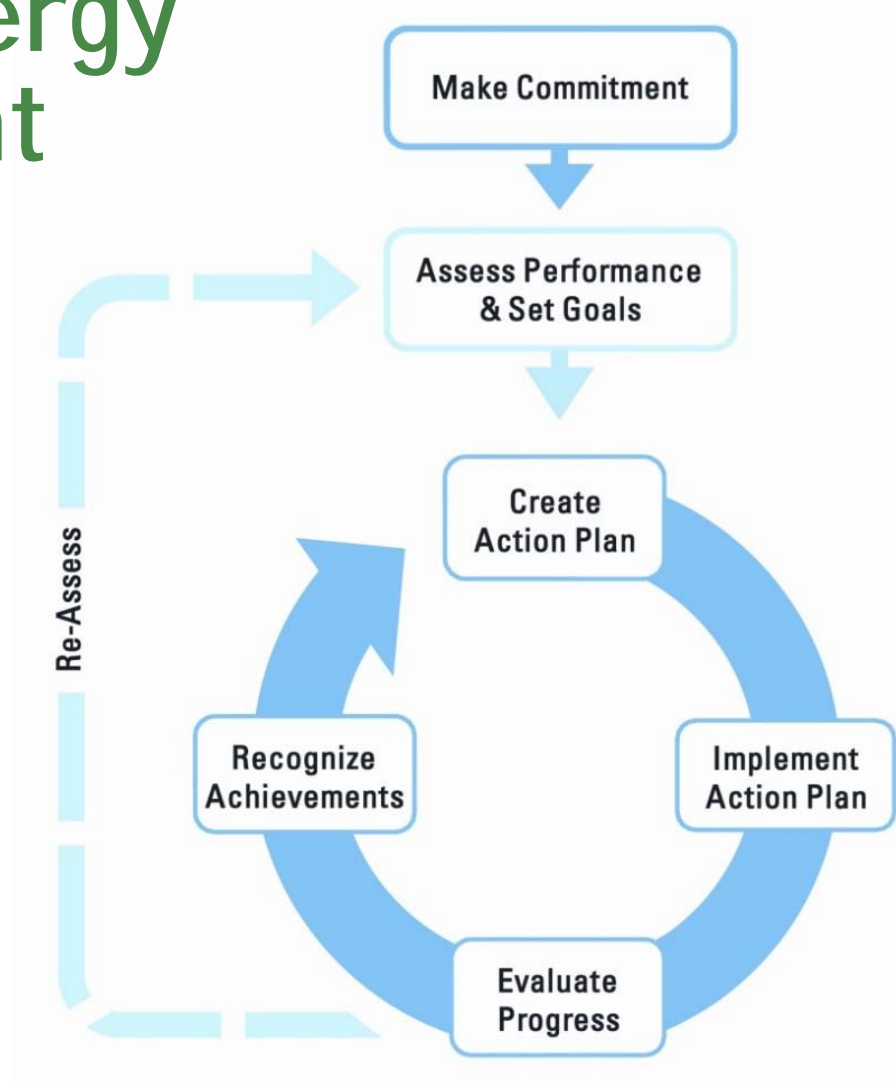 ergy
nt
Make Commitment
Assess Performance
& Set Goals
Create
Action Plan
Re-Assess
Recognize
Achievements
Implement
Action Plan
Evaluate
Progress